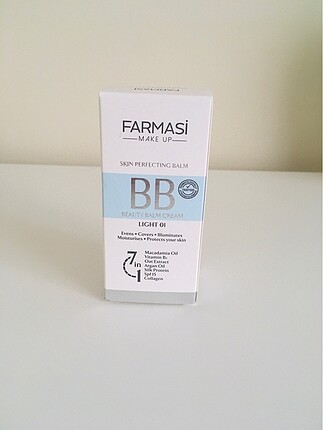 FARMASİ
MAKE UP
SKIN PERFECTING BALM
BB
BEAUTY BALM CREAM
LIGHT 01
Evens • Covers • Illuminates
Moisturises • Protects your skin
7 in 1
Macadamia Oil
Vitamin B5
Oat Extract
Argan Oil
Silk Protein
Spf 15
Collagen